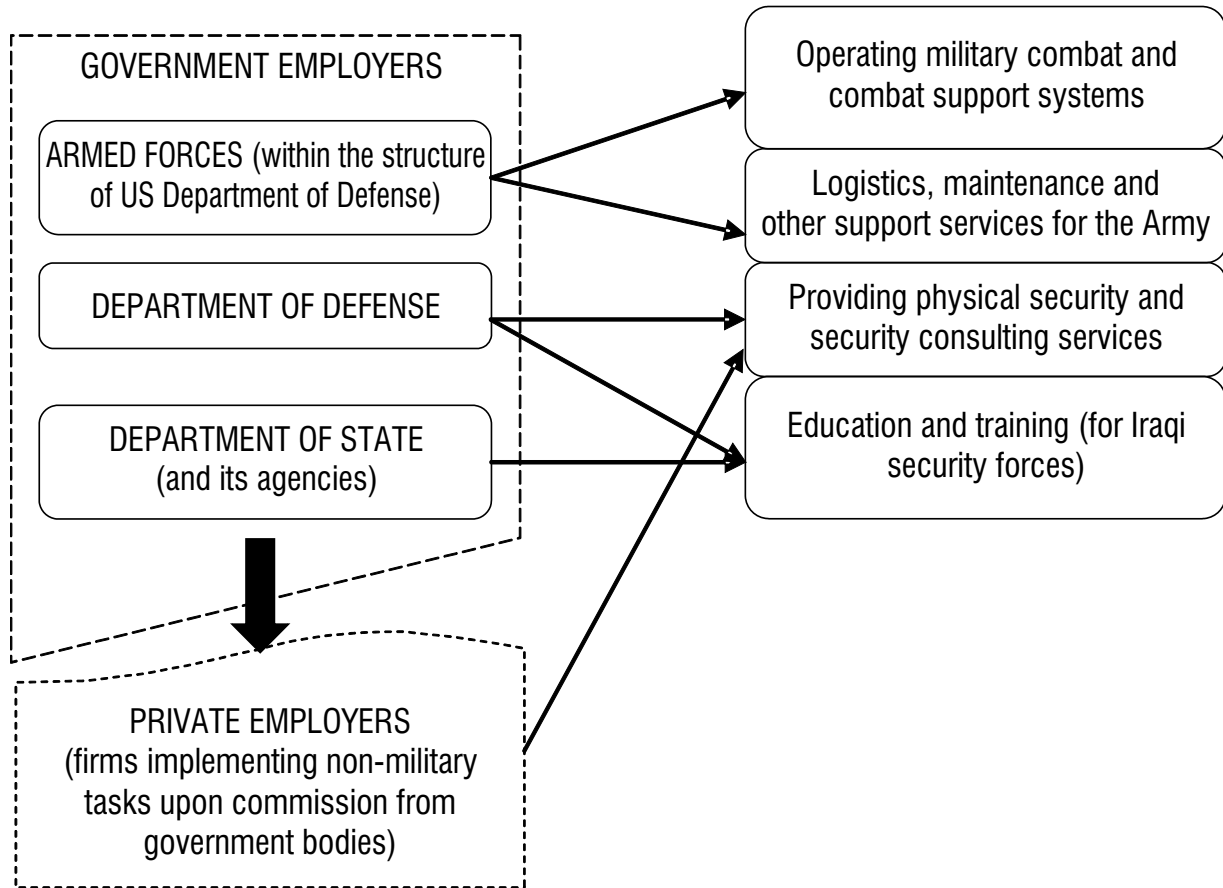 GOVERNMENT EMPLOYERS
ARMED FORCES (within the structure
of US Department of Defense)
DEPARTMENT OF DEFENSE
DEPARTMENT OF STATE
(and its agencies)
PRIVATE EMPLOYERS
(firms implementing non-military
tasks upon commission from
government bodies)
Operating military combat and
combat support systems
Logistics, maintenance and
other support services for the Army
Providing physical security and
security consulting services
Education and training (for Iraqi
security forces)